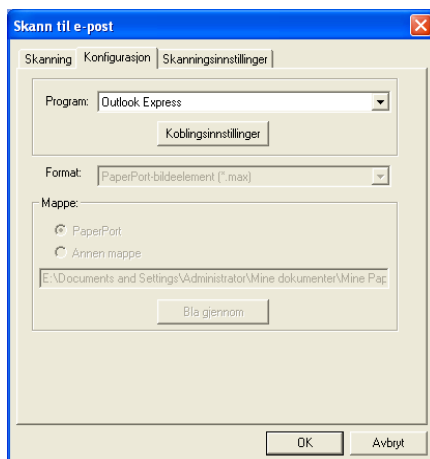 Skann til e-post
Skanning Konfigurasjon Skanningsinnstillinger
Program: Outlook Express
Koblingsinnstillinger
Format: PaperPort-bildeelement (*.max)
Mappe:
PaperPort
Annen mappe
E:\Documents and Settings\Administrator\Mine dokumenter\Mine Pap
Bla gjennom
OK Avbryt